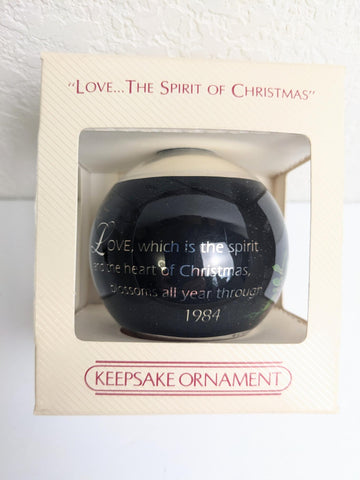 "LOVE...THE SPIRIT OF CHRISTMAS"
LOVE, which is the spirit
and the heart of Christmas,
blossoms all year through
1984
KEEPSAKE ORNAMENT